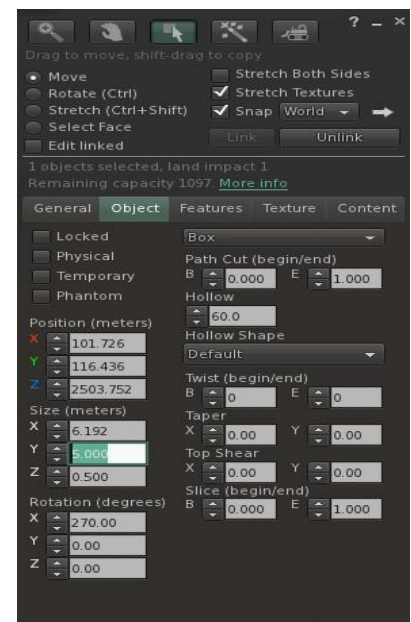 ? – ×
Drag to move, shift-drag to copy
Move
Rotate (Ctrl)
Stretch (Ctrl+Shift)
Select Face
Edit linked
Stretch Both Sides
Stretch Textures
Snap World
Link Unlink
1 objects selected, land impact 1
Remaining capacity 1097. More info
General Object Features Texture Content
Locked
Physical
Temporary
Phantom
Position (meters)
X 101.726
Y 116.436
Z 2503.752
Size (meters)
X 6.192
Y 5.000
Z 0.500
Rotation (degrees)
X 270.00
Y 0.00
Z 0.00
Box
Path Cut (begin/end)
B 0.000 E 1.000
Hollow
60.0
Hollow Shape
Default
Twist (begin/end)
B 0 E 0
Taper
X 0.00 Y 0.00
Top Shear
X 0.00 Y 0.00
Slice (begin/end)
B 0.000 E 1.000